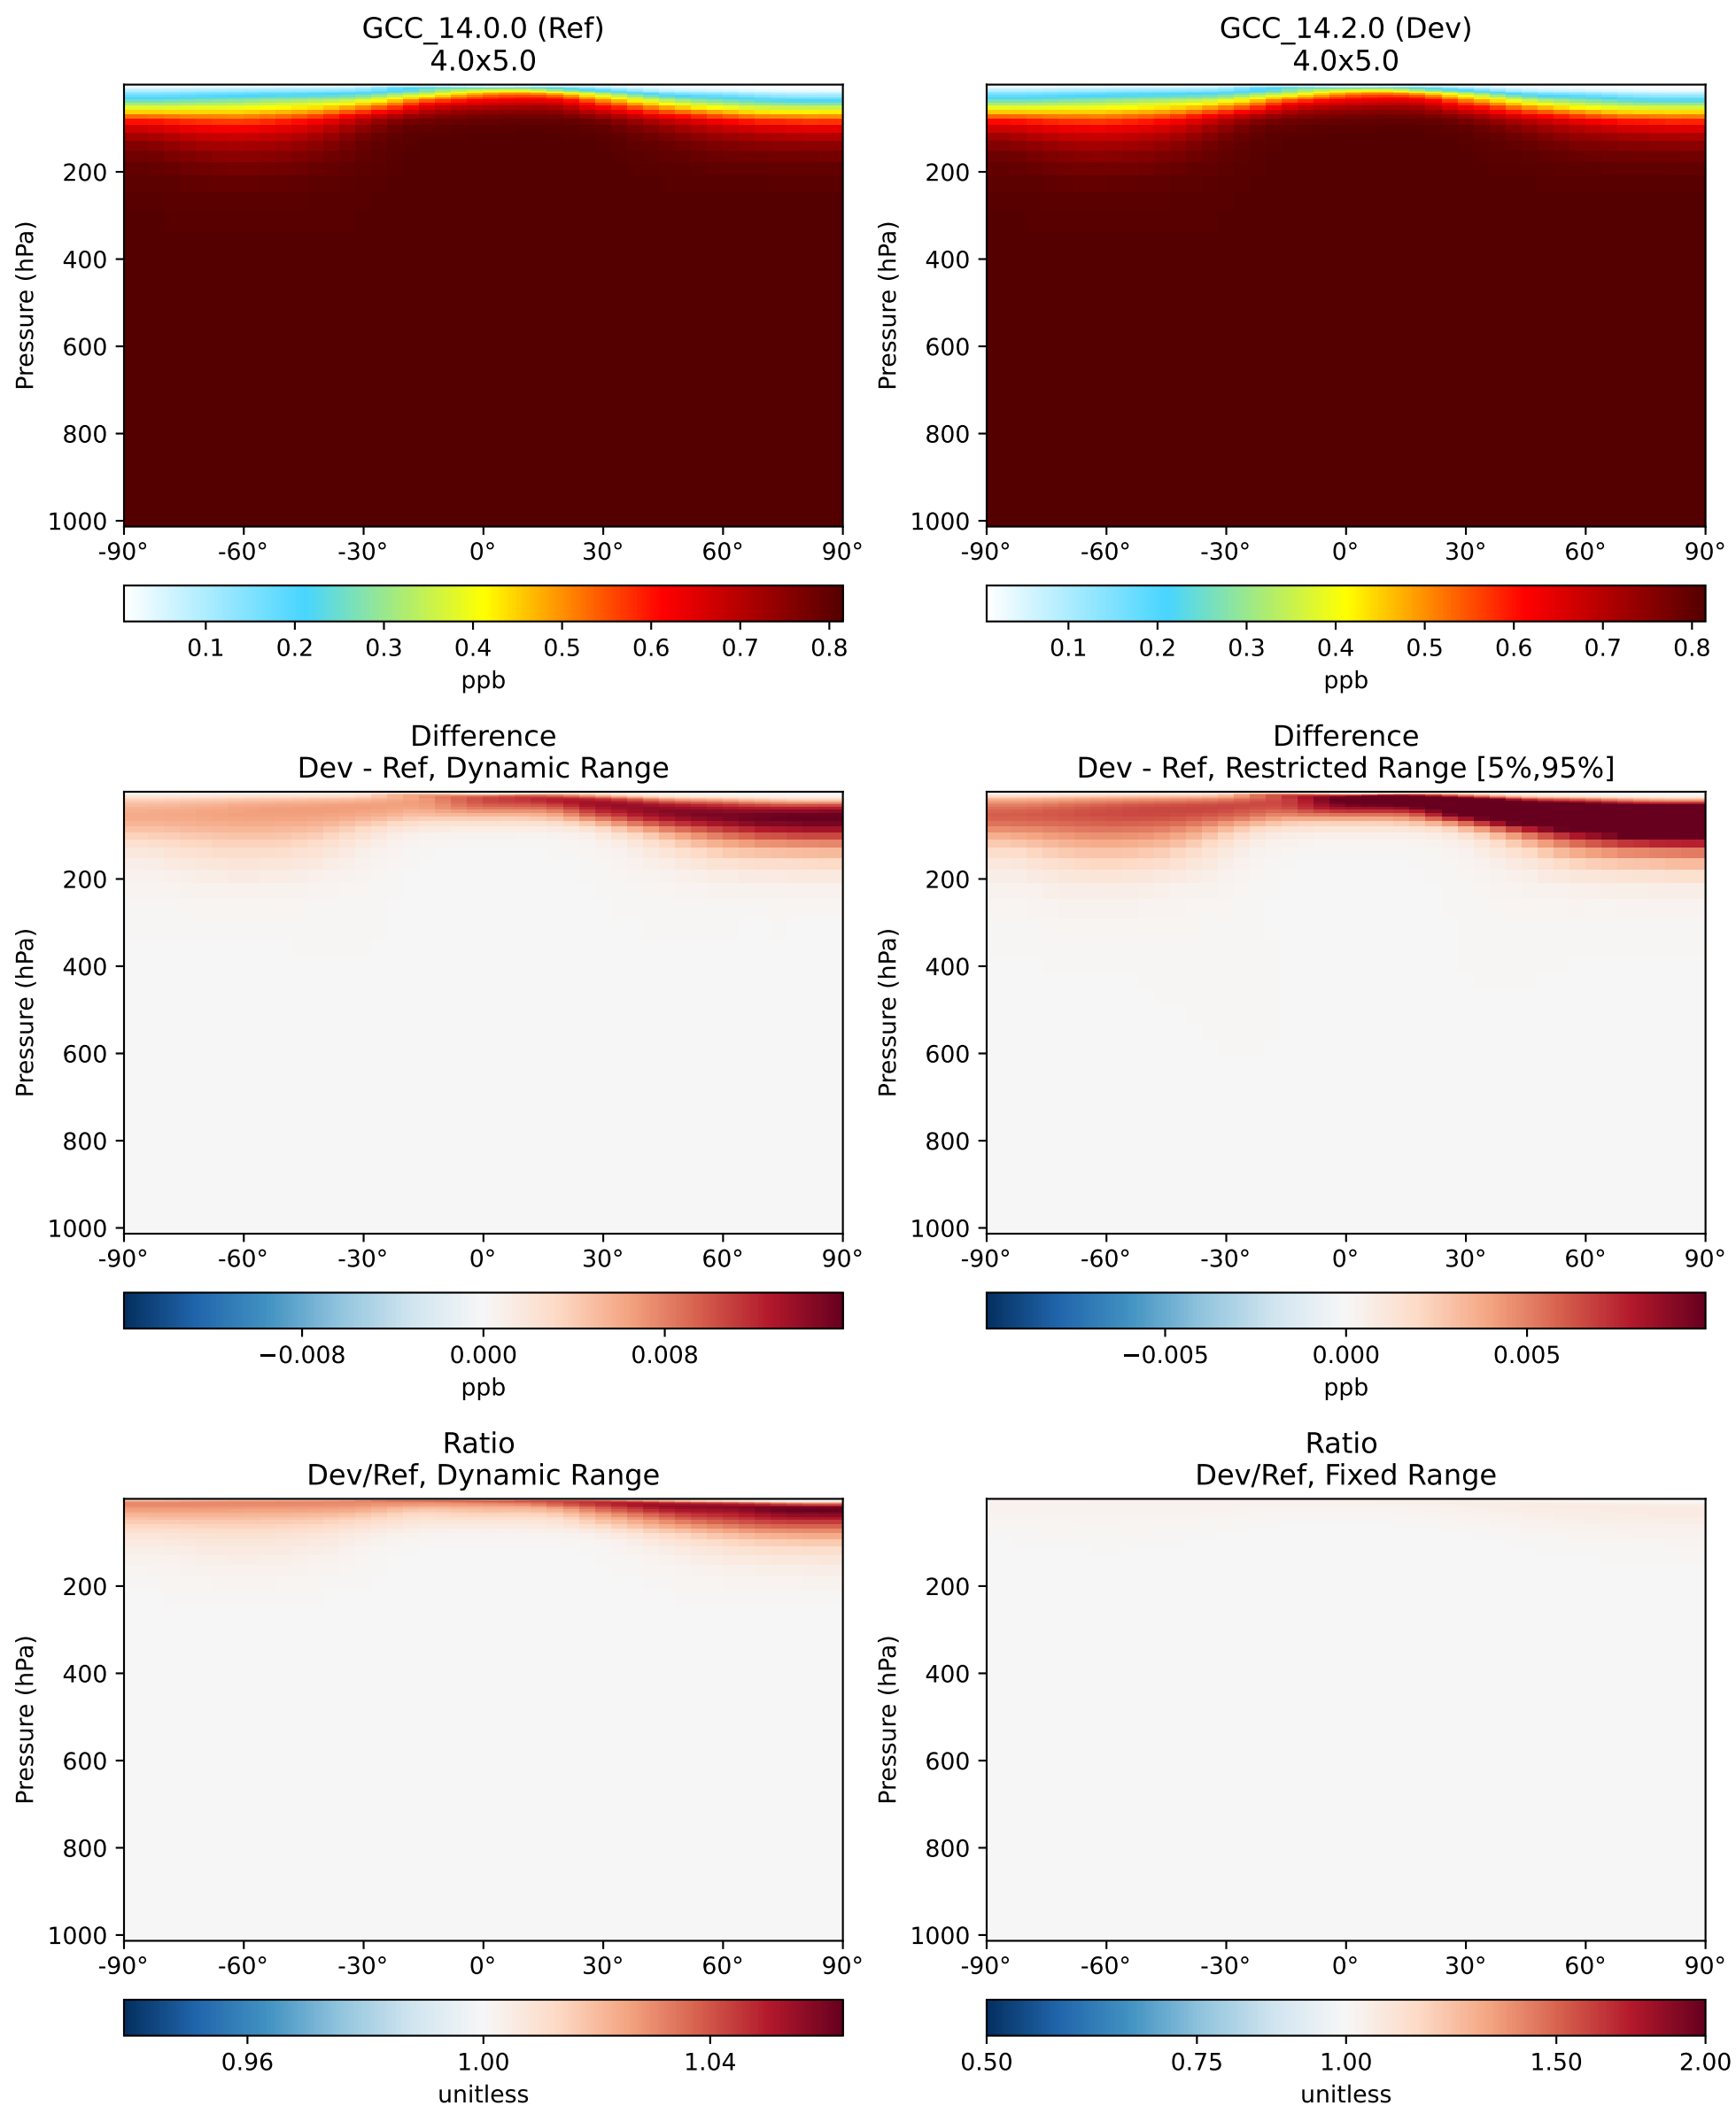 GCC_14.0.0 (Ref)
4.0x5.0
Pressure (hPa)
200
400
600
800
1000
-90° -60° -30° 0° 30° 60° 90°
0.1 0.2 0.3 0.4 0.5 0.6 0.7 0.8
ppb
GCC_14.2.0 (Dev)
4.0x5.0
Pressure (hPa)
200
400
600
800
1000
-90° -60° -30° 0° 30° 60° 90°
0.1 0.2 0.3 0.4 0.5 0.6 0.7 0.8
ppb
Difference
Dev - Ref, Dynamic Range
Pressure (hPa)
200
400
600
800
1000
-90° -60° -30° 0° 30° 60° 90°
−0.008 0.000 0.008
ppb
Difference
Dev - Ref, Restricted Range [5%,95%]
Pressure (hPa)
200
400
600
800
1000
-90° -60° -30° 0° 30° 60° 90°
−0.005 0.000 0.005
ppb
Ratio
Dev/Ref, Dynamic Range
Pressure (hPa)
200
400
600
800
1000
-90° -60° -30° 0° 30° 60° 90°
0.96 1.00 1.04
unitless
Ratio
Dev/Ref, Fixed Range
Pressure (hPa)
200
400
600
800
1000
-90° -60° -30° 0° 30° 60° 90°
0.50 0.75 1.00 1.50 2.00
unitless